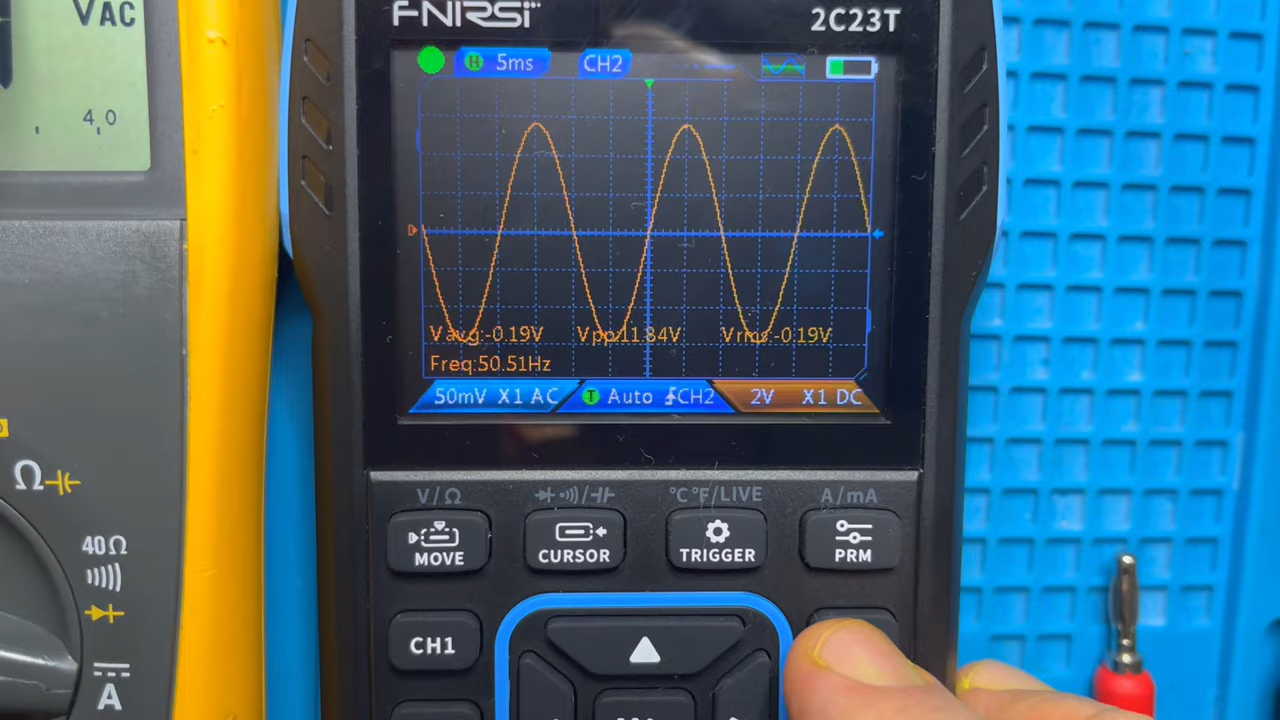 VAC
4,0
FNIRSI
2C23T
H 5ms
CH2
Vavg:-0.19V
Vpp:11.84V
Vrms:-0.19V
Freq:50.51Hz
50mV X1 AC
T Auto CH2
2V X1 DC
V/Ω
°C°F/LIVE
A/mA
MOVE
CURSOR
TRIGGER
PRM
CH1
Ω
40Ω
A